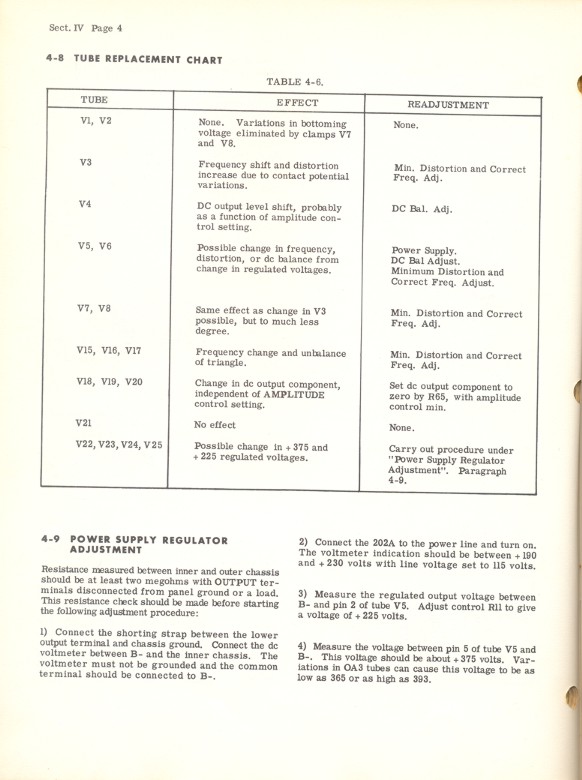 Sect. IV Page 4
4-8 TUBE REPLACEMENT CHART
TABLE 4-6.
TUBE EFFECT READJUSTMENT
V1, V2 None. Variations in bottoming None.
voltage eliminated by clamps V7
and V8.
V3 Frequency shift and distortion Min. Distortion and Correct
increase due to contact potential Freq. Adj.
variations.
V4 DC output level shift, probably DC Bal. Adj.
as a function of amplitude con-
trol setting.
V5, V6 Possible change in frequency, Power Supply.
distortion, or dc balance from DC Bal Adjust.
change in regulated voltages. Minimum Distortion and
Correct Freq. Adjust.
V7, V8 Same effect as change in V3 Min. Distortion and Correct
possible, but to much less Freq. Adj.
degree.
V15, V16, V17 Frequency change and unbalance Min. Distortion and Correct
of triangle. Freq. Adj.
V18, V19, V20 Change in dc output component, Set dc output component to
independent of AMPLITUDE zero by R65, with amplitude
control setting. control min.
V21 No effect None.
V22, V23, V24, V25 Possible change in +375 and Carry out procedure under
+225 regulated voltages. "Power Supply Regulator
Adjustment". Paragraph
4-9.
4-9 POWER SUPPLY REGULATOR
ADJUSTMENT
Resistance measured between inner and outer chassis
should be at least two megohms with OUTPUT ter-
minals disconnected from panel ground or a load.
This resistance check should be made before starting
the following adjustment procedure:
1) Connect the shorting strap between the lower
output terminal and chassis ground. Connect the dc
voltmeter between B- and the inner chassis. The
voltmeter must not be grounded and the common
terminal should be connected to B-.
2) Connect the 202A to the power line and turn on.
The voltmeter indication should be between +190
and +230 volts with line voltage set to 115 volts.
3) Measure the regulated output voltage between
B- and pin 2 of tube V5. Adjust control R11 to give
a voltage of +225 volts.
4) Measure the voltage between pin 5 of tube V5 and
B-. This voltage should be about +375 volts. Var-
iations in OA3 tubes can cause this voltage to be as
low as 365 or as high as 393.